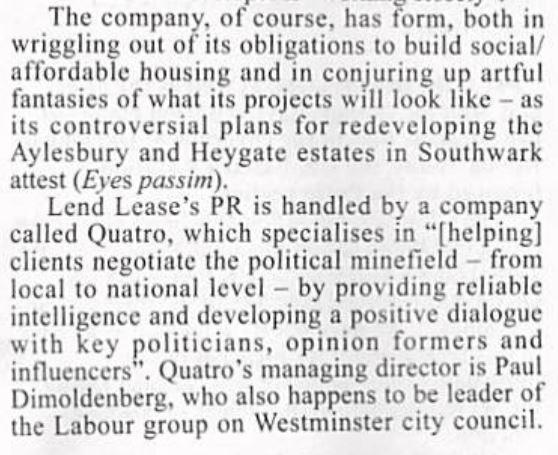 The company, of course, has form, both in
wriggling out of its obligations to build social/
affordable housing and in conjuring up artful
fantasies of what its projects will look like – as
its controversial plans for redeveloping the
Aylesbury and Heygate estates in Southwark
attest (Eyes passim).
Lend Lease's PR is handled by a company
called Quatro, which specialises in “[helping]
clients negotiate the political minefield – from
local to national level – by providing reliable
intelligence and developing a positive dialogue
with key politicians, opinion formers and
influencers”. Quatro's managing director is Paul
Dimoldenberg, who also happens to be leader of
the Labour group on Westminster city council.